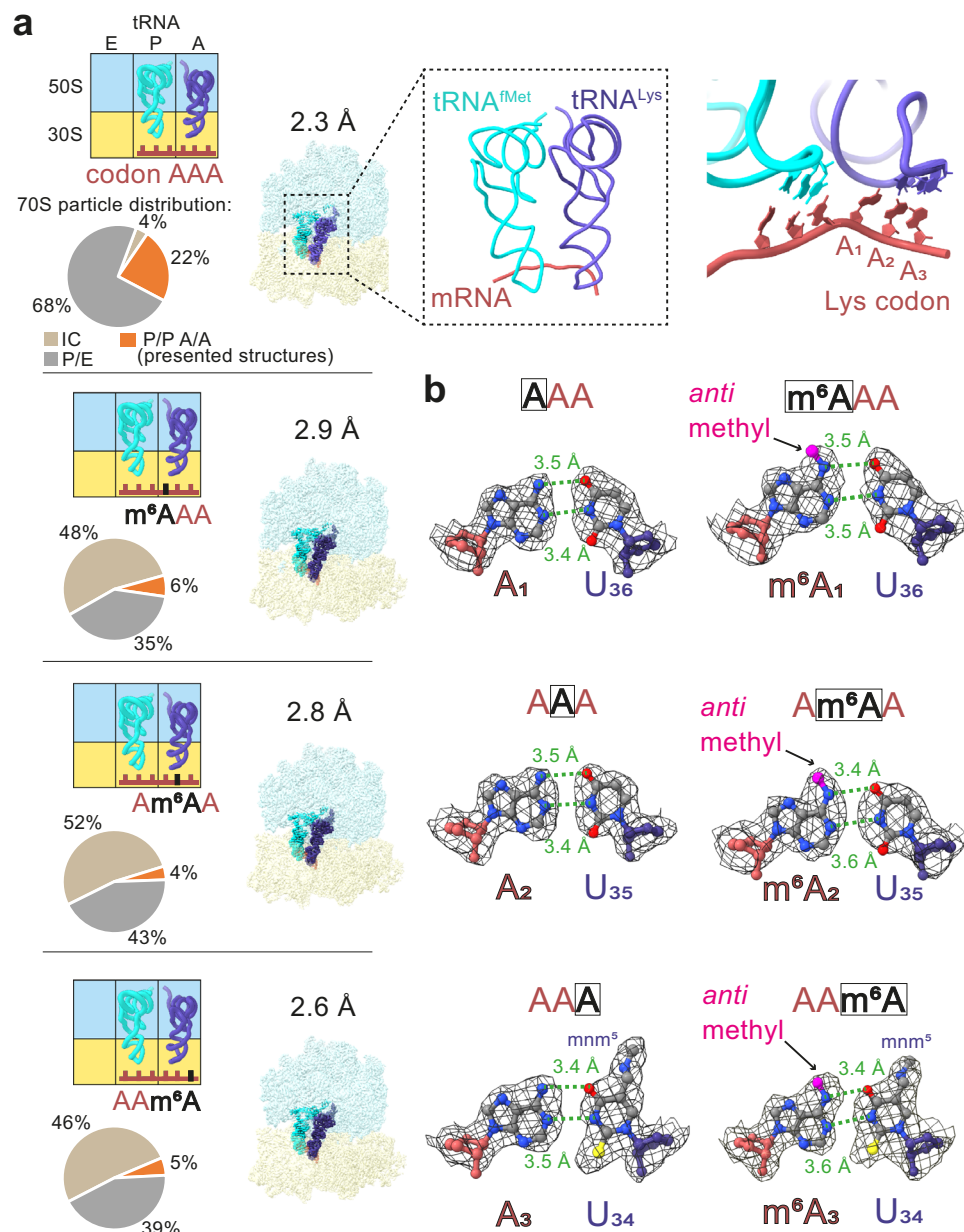 a
tRNA
E P A
50S
30S
codon AAA
70S particle distribution:
4%
22%
68%
IC
P/P A/A
P/E
(presented structures)
2.3 Å
tRNAᶠᴹᵉᵗ
tRNAᴸʸˢ
mRNA
A₁
A₂
A₃
Lys codon
m⁶AAA
48%
6%
35%
2.9 Å
Am⁶AA
52%
4%
43%
2.8 Å
AAm⁶A
46%
5%
39%
2.6 Å
b
AAA
3.5 Å
3.4 Å
A₁ U₃₆
m⁶AAA
anti
methyl
3.5 Å
3.5 Å
m⁶A₁ U₃₆
AAA
3.5 Å
3.4 Å
A₂ U₃₅
Am⁶AA
anti
methyl
3.4 Å
3.6 Å
m⁶A₂ U₃₅
AAA
mnm⁵
3.4 Å
3.5 Å
A₃ U₃₄
AAm⁶A
anti
methyl
mnm⁵
3.4 Å
3.6 Å
m⁶A₃ U₃₄